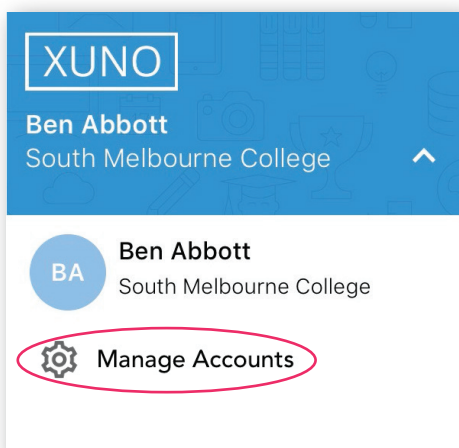 XUNO
Ben Abbott
South Melbourne College
BA
Ben Abbott
South Melbourne College
Manage Accounts